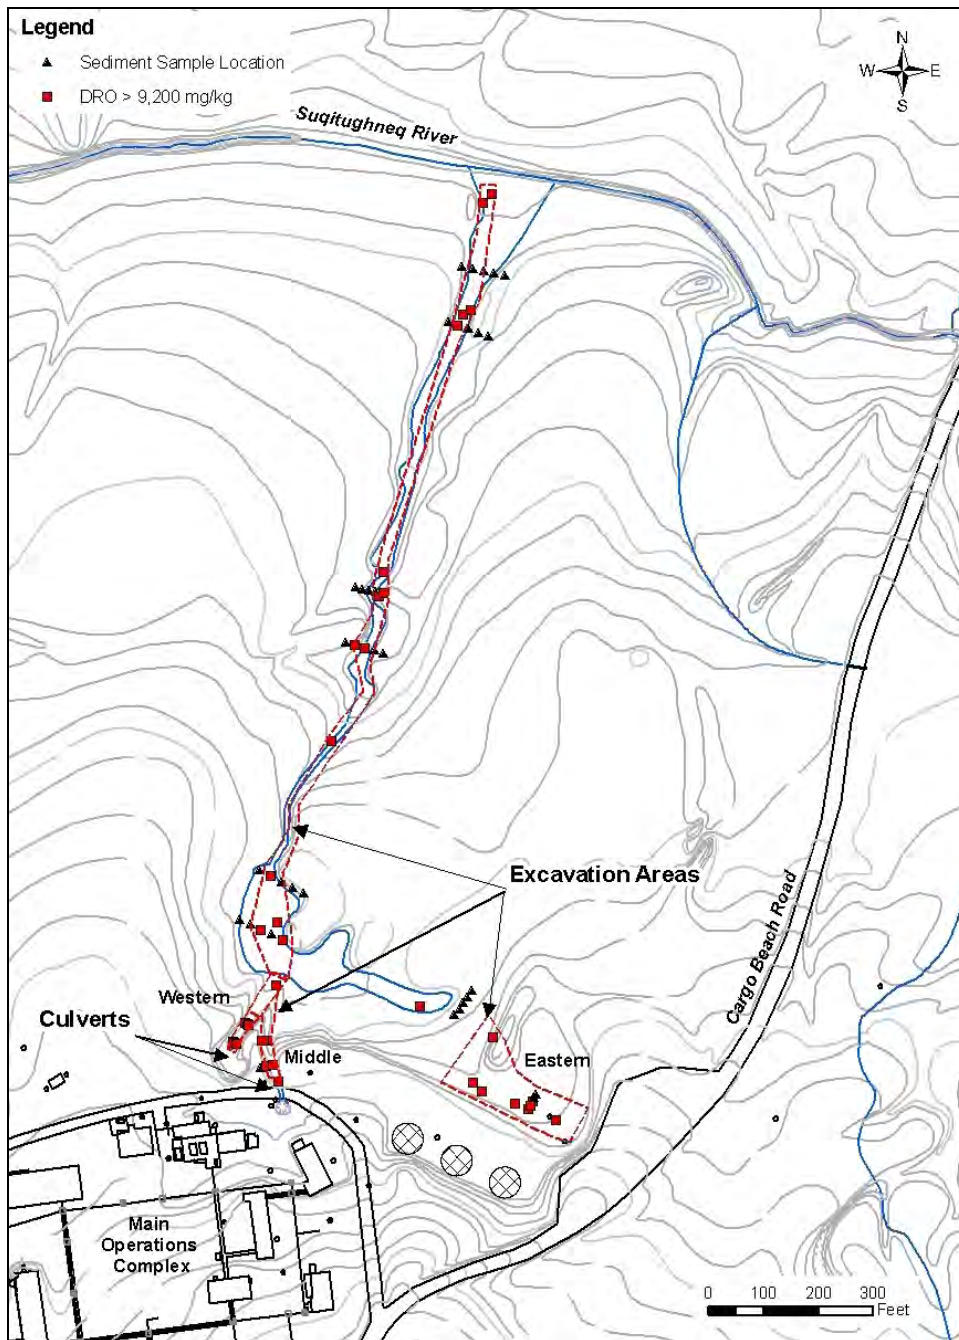 Legend
Sediment Sample Location
DRO > 9,200 mg/kg
N
W E
S
Suqitughneq River
Excavation Areas
Cargo Beach Road
Western
Culverts
Middle
Eastern
Main
Operations
Complex
0 100 200 300
Feet